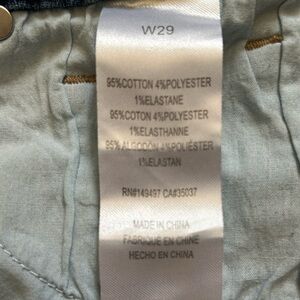 W29
95%COTTON 4%POLYESTER
1%ELASTANE
95%COTON 4%POLYESTER
1%ELASTHANNE
95%ALGODÓN 4%POLIÉSTER
1%ELASTAN
RN#149497 CA#35037
MADE IN CHINA
FABRIQUE EN CHINE
HECHO EN CHINA